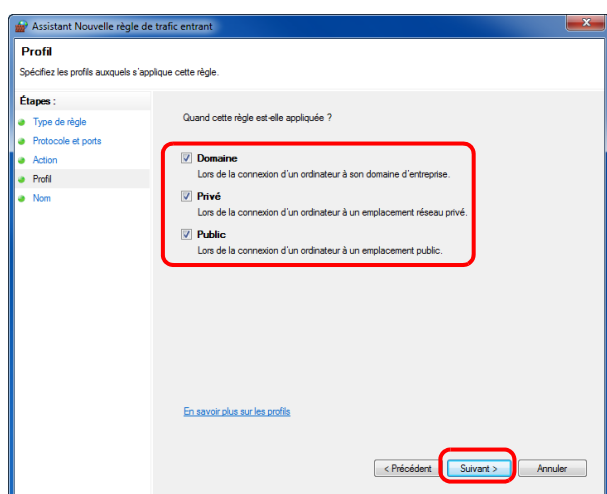 Assistant Nouvelle règle de trafic entrant
Profil
Spécifiez les profils auxquels s'applique cette règle.
Étapes :
Type de règle
Protocole et ports
Action
Profil
Nom
Quand cette règle est-elle appliquée ?
Domaine
Lors de la connexion d'un ordinateur à son domaine d'entreprise.
Privé
Lors de la connexion d'un ordinateur à un emplacement réseau privé.
Public
Lors de la connexion d'un ordinateur à un emplacement public.
En savoir plus sur les profils
< Précédent Suivant > Annuler